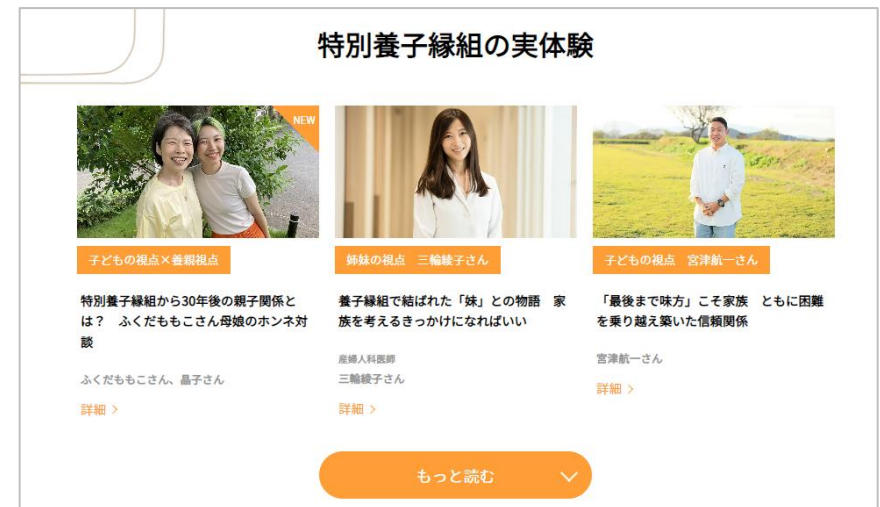 特別養子縁組の実体験
NEW
子どもの視点×養親視点
特別養子縁組から30年後の親子関係と
は？　ふくだももこさん母娘のホンネ対
談
ふくだももこさん、晶子さん
詳細 >
姉妹の視点　三輪綾子さん
養子縁組で結ばれた「妹」との物語　家
族を考えるきっかけになればいい
産婦人科医師
三輪綾子さん
詳細 >
子どもの視点　宮津航一さん
「最後まで味方」こそ家族　ともに困難
を乗り越え築いた信頼関係
宮津航一さん
詳細 >
もっと読む